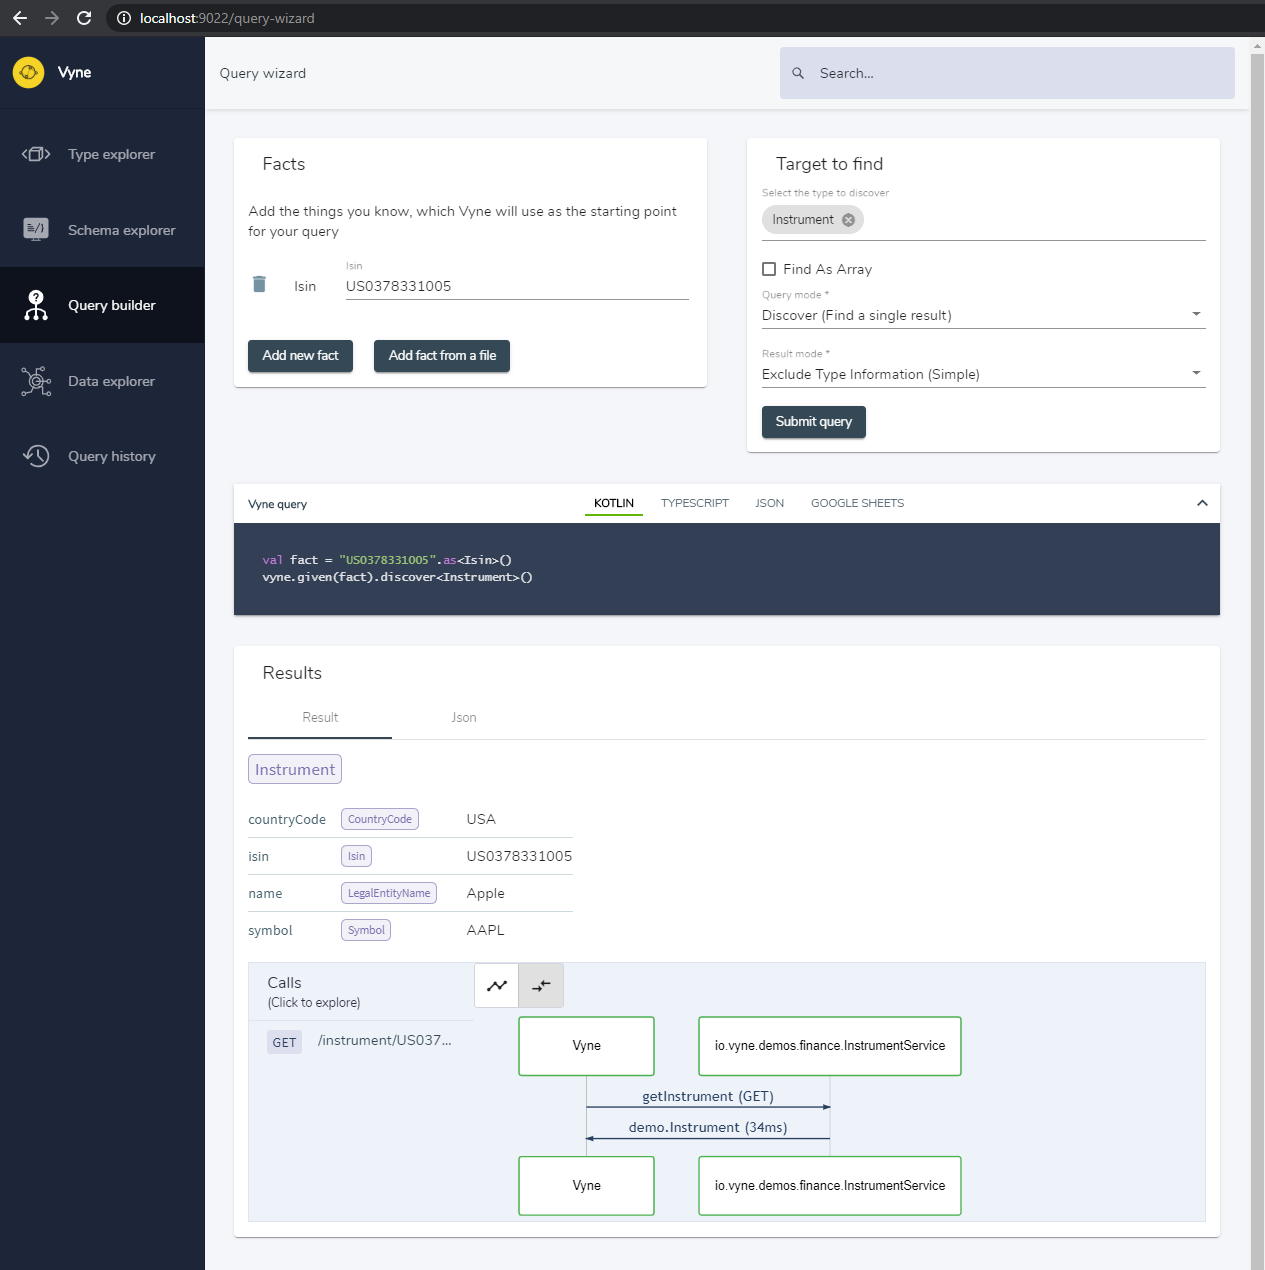 localhost:9022/query-wizard
Vyne
Query wizard
Search...
Type explorer
Schema explorer
Query builder
Data explorer
Query history
Facts
Add the things you know, which Vyne will use as the starting point
for your query
Isin
Isin
US0378331005
Add new fact
Add fact from a file
Target to find
Select the type to discover
Instrument
Find As Array
Query mode *
Discover (Find a single result)
Result mode *
Exclude Type Information (Simple)
Submit query
Vyne query
KOTLIN
TYPESCRIPT
JSON
GOOGLE SHEETS
val fact = "US0378331005".as<Isin>()
vyne.given(fact).discover<Instrument>()
Results
Result
Json
Instrument
countryCode CountryCode USA
isin Isin US0378331005
name LegalEntityName Apple
symbol Symbol AAPL
Calls
(Click to explore)
GET /instrument/US037...
Vyne
io.vyne.demos.finance.InstrumentService
getInstrument (GET)
demo.Instrument (34ms)
Vyne
io.vyne.demos.finance.InstrumentService